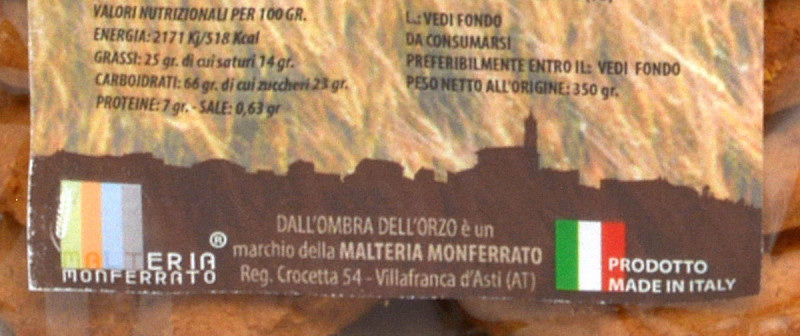 VALORI NUTRIZIONALI PER 100 GR.
ENERGIA: 2171 Kj/518 Kcal
GRASSI: 25 gr. di cui saturi 14 gr.
CARBOIDRATI: 66 gr. di cui zuccheri 23 gr.
PROTEINE: 7 gr. - SALE: 0,63 gr
L.: VEDI FONDO
DA CONSUMARSI
PREFERIBILMENTE ENTRO IL: VEDI FONDO
PESO NETTO ALL'ORIGINE: 350 gr.
MALTERIA ®
MONFERRATO
DALL'OMBRA DELL'ORZO è un
marchio della MALTERIA MONFERRATO
Reg. Crocetta 54 - Villafranca d'Asti (AT)
PRODOTTO
MADE IN ITALY